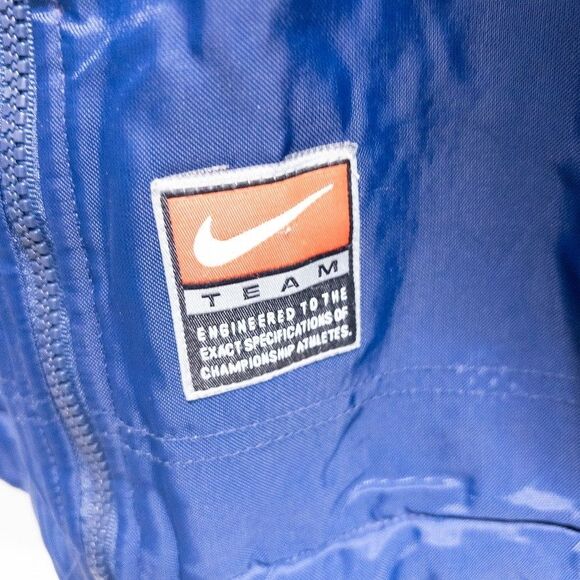 TEAM
ENGINEERED TO THE
EXACT SPECIFICATIONS OF
CHAMPIONSHIP ATHLETES.